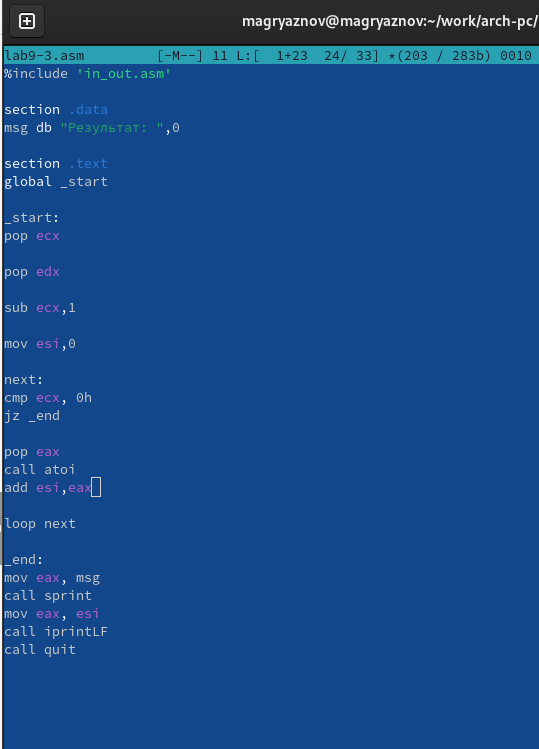 magryaznov@magryaznov:~/work/arch-pc/
lab9-3.asm [-M--] 11 L:[ 1+23 24/ 33] *(203 / 283b) 0010
%include 'in_out.asm'
section .data
msg db "Результат: ",0
section .text
global _start
_start:
pop ecx
pop edx
sub ecx,1
mov esi,0
next:
cmp ecx, 0h
jz _end
pop eax
call atoi
add esi,eax
loop next
_end:
mov eax, msg
call sprint
mov eax, esi
call iprintLF
call quit